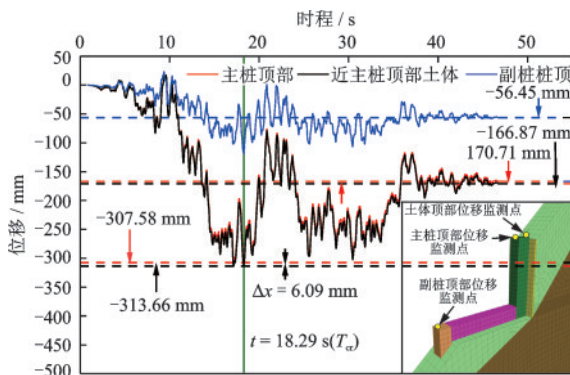 时程 / s
0 10 20 30 40 50
50
0
−50
−100
−150
−200
−250
−300
−350
−400
−450
−500
位移 / mm
主桩顶部 近主桩顶部土体 副桩桩顶
−56.45 mm
−166.87 mm
170.71 mm
−307.58 mm
−313.66 mm
Δx = 6.09 mm
t = 18.29 s(Tcr)
土体顶部位移监测点
主桩顶部位移
监测点
副桩顶部位移
监测点